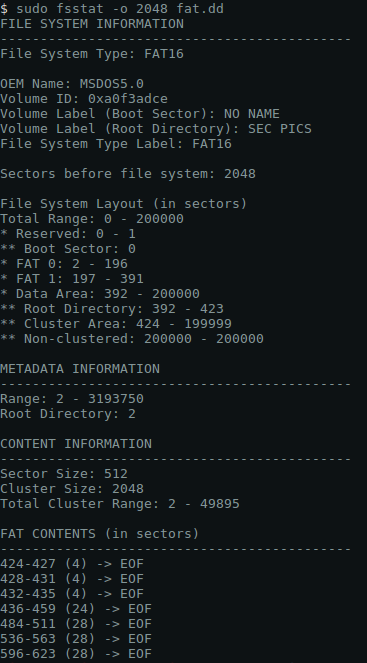 $ sudo fsstat -o 2048 fat.dd
FILE SYSTEM INFORMATION
--------------------------------------------
File System Type: FAT16
OEM Name: MSDOS5.0
Volume ID: 0xa0f3adce
Volume Label (Boot Sector): NO NAME
Volume Label (Root Directory): SEC PICS
File System Type Label: FAT16
Sectors before file system: 2048
File System Layout (in sectors)
Total Range: 0 - 200000
* Reserved: 0 - 1
** Boot Sector: 0
* FAT 0: 2 - 196
* FAT 1: 197 - 391
* Data Area: 392 - 200000
** Root Directory: 392 - 423
** Cluster Area: 424 - 199999
** Non-clustered: 200000 - 200000
METADATA INFORMATION
--------------------------------------------
Range: 2 - 3193750
Root Directory: 2
CONTENT INFORMATION
--------------------------------------------
Sector Size: 512
Cluster Size: 2048
Total Cluster Range: 2 - 49895
FAT CONTENTS (in sectors)
--------------------------------------------
424-427 (4) -> EOF
428-431 (4) -> EOF
432-435 (4) -> EOF
436-459 (24) -> EOF
484-511 (28) -> EOF
536-563 (28) -> EOF
596-623 (28) -> EOF